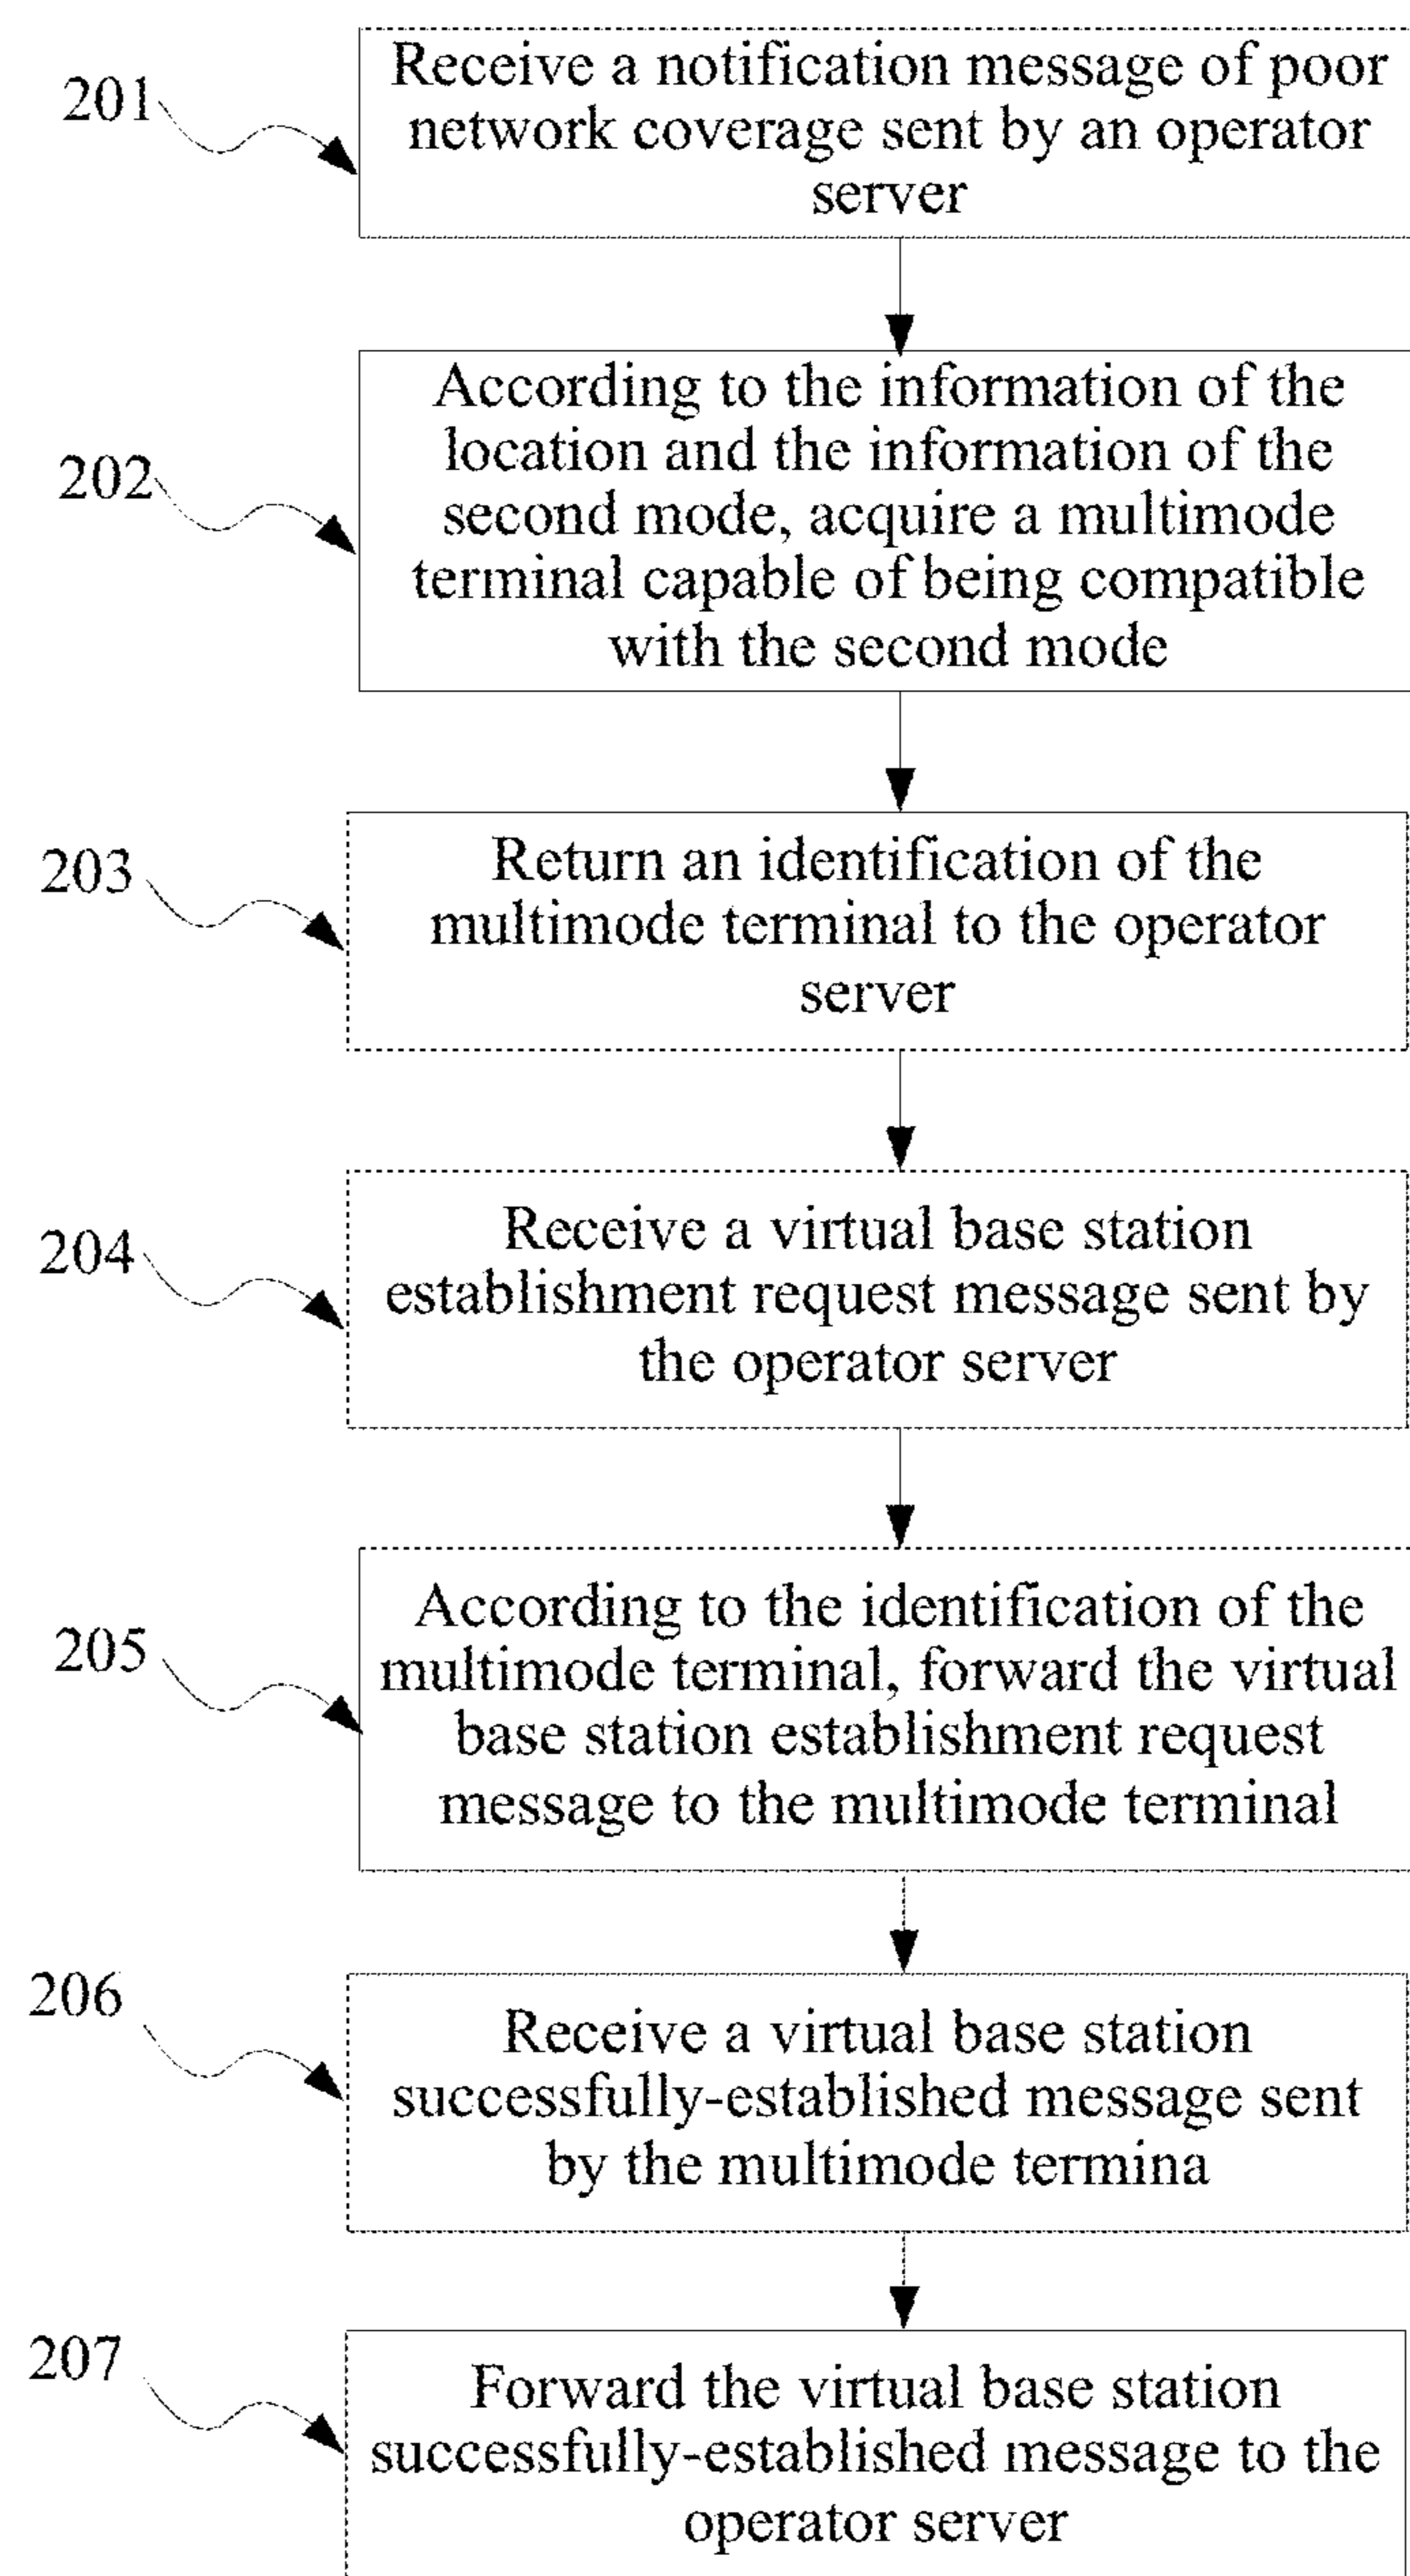 201
Receive a notification message of poor
network coverage sent by an operator
server
202
According to the information of the
location and the information of the
second mode, acquire a multimode
terminal capable of being compatible
with the second mode
203
Return an identification of the
multimode terminal to the operator
server
204
Receive a virtual base station
establishment request message sent by
the operator server
205
According to the identification of the
multimode terminal, forward the virtual
base station establishment request
message to the multimode terminal
206
Receive a virtual base station
successfully-established message sent
by the multimode termina
207
Forward the virtual base station
successfully-established message to the
operator server